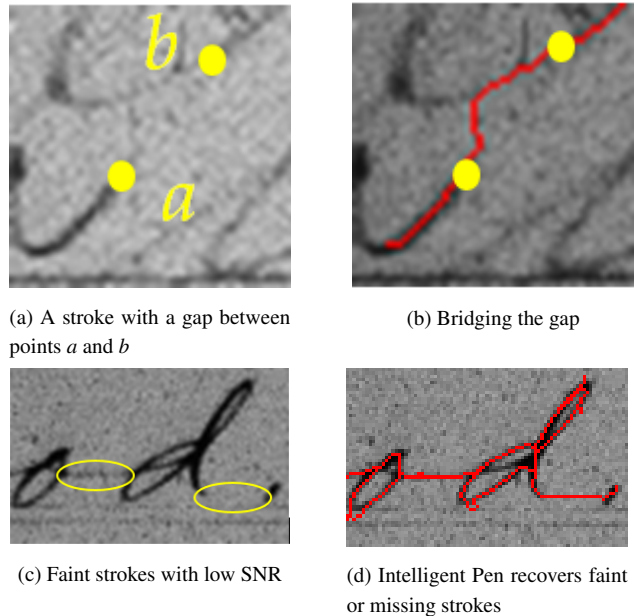 b
a
(a) A stroke with a gap between
points a and b
(b) Bridging the gap
(c) Faint strokes with low SNR
(d) Intelligent Pen recovers faint
or missing strokes